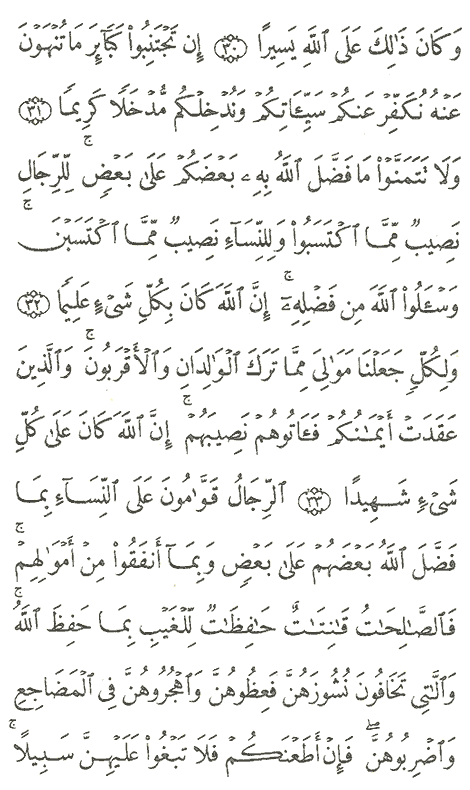 وَكَانَ ذَٰلِكَ عَلَى ٱللَّهِ يَسِيرًا ٣٠ إِن تَجۡتَنِبُواْ كَبَآئِرَ مَا تُنۡهَوۡنَ
عَنۡهُ نُكَفِّرۡ عَنكُمۡ سَيِّـَٔاتِكُمۡ وَنُدۡخِلۡكُم مُّدۡخَلٗا كَرِيمٗا ٣١
وَلَا تَتَمَنَّوۡاْ مَا فَضَّلَ ٱللَّهُ بِهِۦ بَعۡضَكُمۡ عَلَىٰ بَعۡضٖۚ لِّلرِّجَالِ
نَصِيبٞ مِّمَّا ٱكۡتَسَبُواْ وَلِلنِّسَآءِ نَصِيبٞ مِّمَّا ٱكۡتَسَبۡنَۚ
وَسۡـَٔلُواْ ٱللَّهَ مِن فَضۡلِهِۦٓۚ إِنَّ ٱللَّهَ كَانَ بِكُلِّ شَيۡءٍ عَلِيمٗا ٣٢
وَلِكُلّٖ جَعَلۡنَا مَوَٰلِيَ مِمَّا تَرَكَ ٱلۡوَٰلِدَانِ وَٱلۡأَقۡرَبُونَۚ وَٱلَّذِينَ
عَقَدَتۡ أَيۡمَٰنُكُمۡ فَـَٔاتُوهُمۡ نَصِيبَهُمۡۚ إِنَّ ٱللَّهَ كَانَ عَلَىٰ كُلِّ
شَيۡءٖ شَهِيدًا ٣٣ ٱلرِّجَالُ قَوَّٰمُونَ عَلَى ٱلنِّسَآءِ بِمَا
فَضَّلَ ٱللَّهُ بَعۡضَهُمۡ عَلَىٰ بَعۡضٖ وَبِمَآ أَنفَقُواْ مِنۡ أَمۡوَٰلِهِمۡۚ
فَٱلصَّٰلِحَٰتُ قَٰنِتَٰتٌ حَٰفِظَٰتٞ لِّلۡغَيۡبِ بِمَا حَفِظَ ٱللَّهُۚ
وَٱلَّٰتِي تَخَافُونَ نُشُوزَهُنَّ فَعِظُوهُنَّ وَٱهۡجُرُوهُنَّ فِي ٱلۡمَضَاجِعِ
وَٱضۡرِبُوهُنَّۖ فَإِنۡ أَطَعۡنَكُمۡ فَلَا تَبۡغُواْ عَلَيۡهِنَّ سَبِيلًاۚ